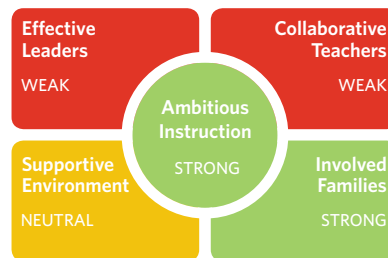 Effective
Leaders
WEAK
Collaborative
Teachers
WEAK
Ambitious
Instruction
STRONG
Supportive
Environment
NEUTRAL
Involved
Families
STRONG